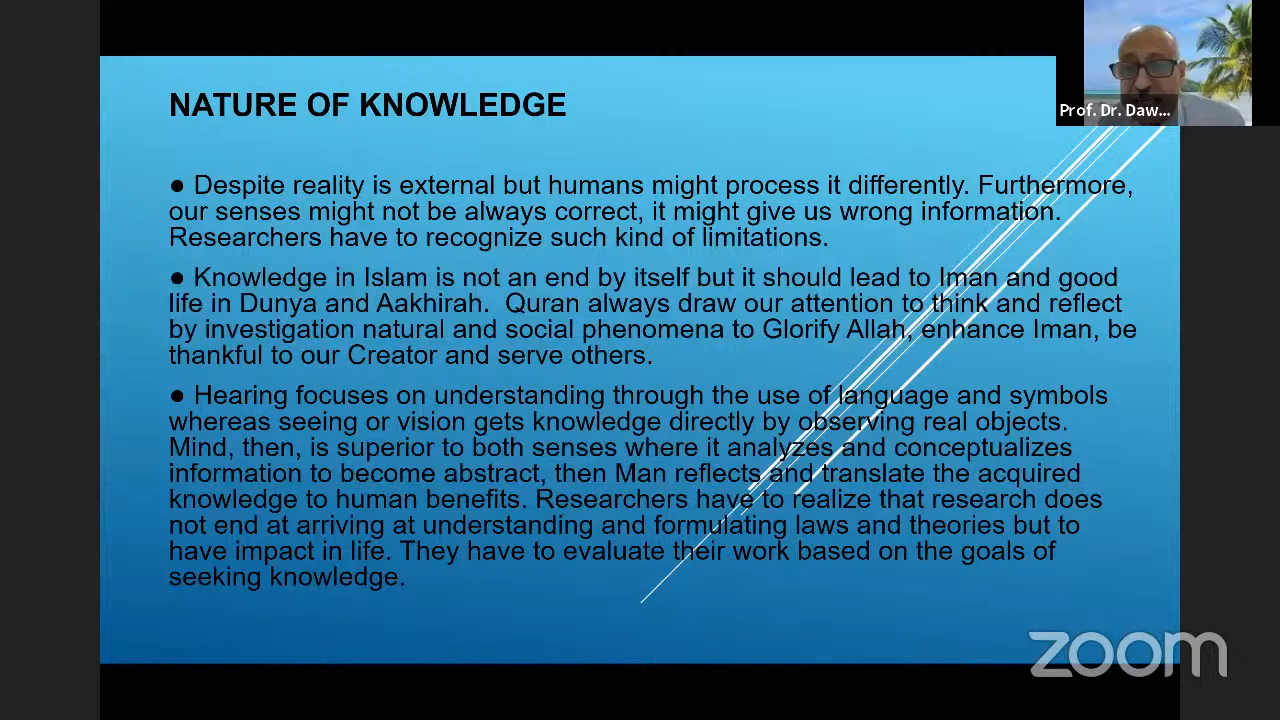 NATURE OF KNOWLEDGE
Prof. Dr. Daw...
● Despite reality is external but humans might process it differently. Furthermore,
our senses might not be always correct, it might give us wrong information.
Researchers have to recognize such kind of limitations.
● Knowledge in Islam is not an end by itself but it should lead to Iman and good
life in Dunya and Aakhirah.  Quran always draw our attention to think and reflect
by investigation natural and social phenomena to Glorify Allah, enhance Iman, be
thankful to our Creator and serve others.
● Hearing focuses on understanding through the use of language and symbols
whereas seeing or vision gets knowledge directly by observing real objects.
Mind, then, is superior to both senses where it analyzes and conceptualizes
information to become abstract, then Man reflects and translate the acquired
knowledge to human benefits. Researchers have to realize that research does
not end at arriving at understanding and formulating laws and theories but to
have impact in life. They have to evaluate their work based on the goals of
seeking knowledge.
zoom